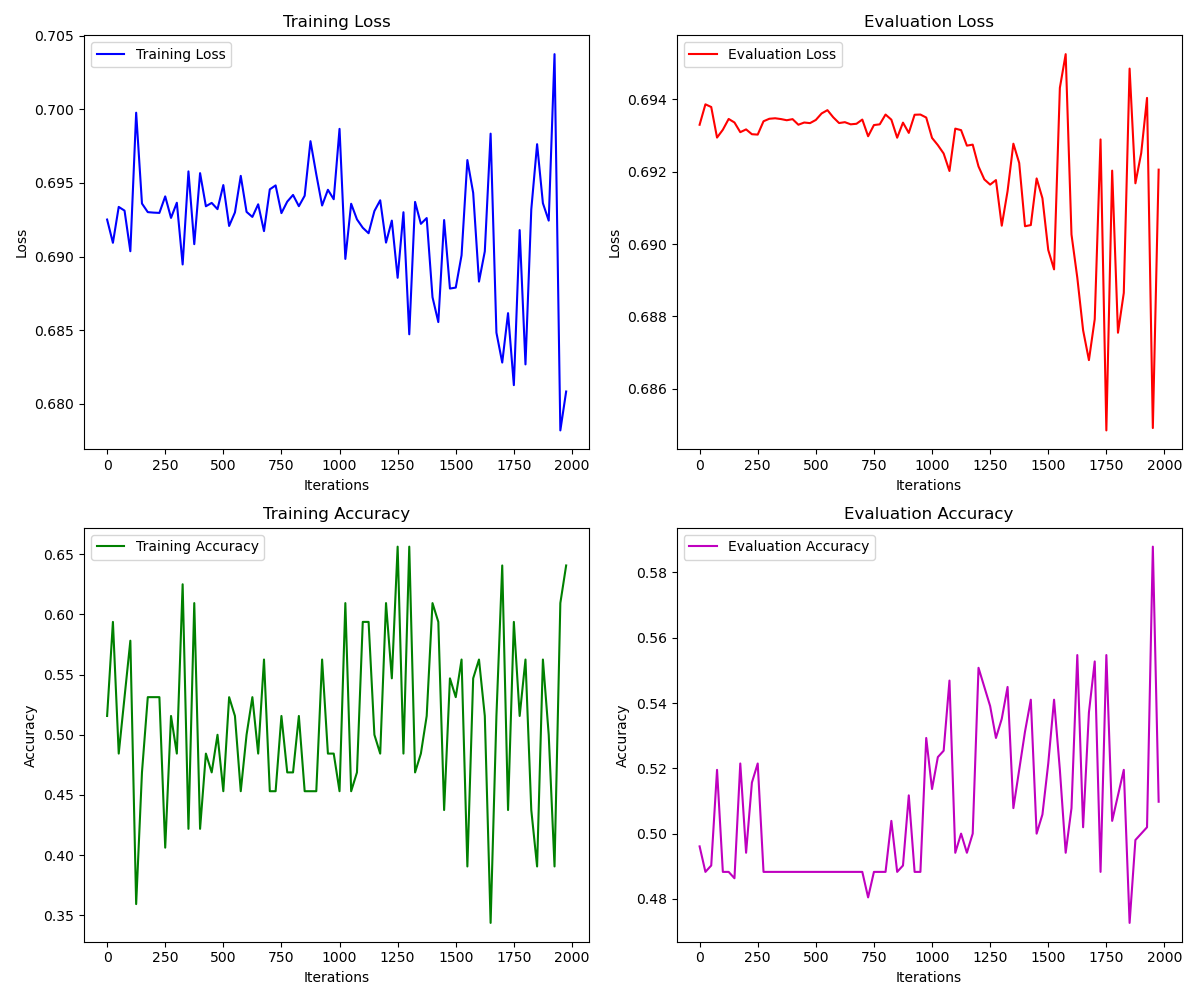 Training Loss
Training Loss
0.705
0.700
0.695
0.690
0.685
0.680
Loss
0 250 500 750 1000 1250 1500 1750 2000
Iterations
Evaluation Loss
Evaluation Loss
0.694
0.692
0.690
0.688
0.686
Loss
0 250 500 750 1000 1250 1500 1750 2000
Iterations
Training Accuracy
Training Accuracy
0.65
0.60
0.55
0.50
0.45
0.40
0.35
Accuracy
0 250 500 750 1000 1250 1500 1750 2000
Iterations
Evaluation Accuracy
Evaluation Accuracy
0.58
0.56
0.54
0.52
0.50
0.48
Accuracy
0 250 500 750 1000 1250 1500 1750 2000
Iterations